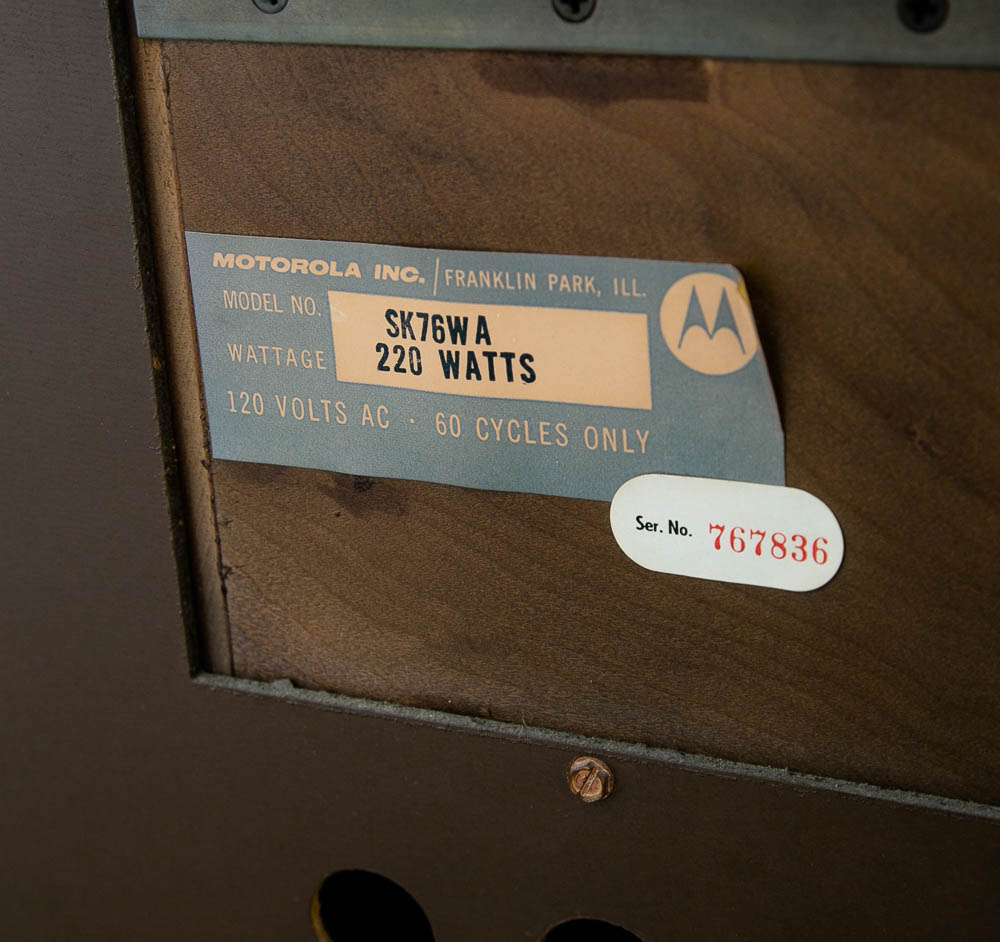 MOTOROLA INC. / FRANKLIN PARK, ILL.
MODEL NO. SK76WA
WATTAGE 220 WATTS
120 VOLTS AC · 60 CYCLES ONLY
Ser. No. 767836